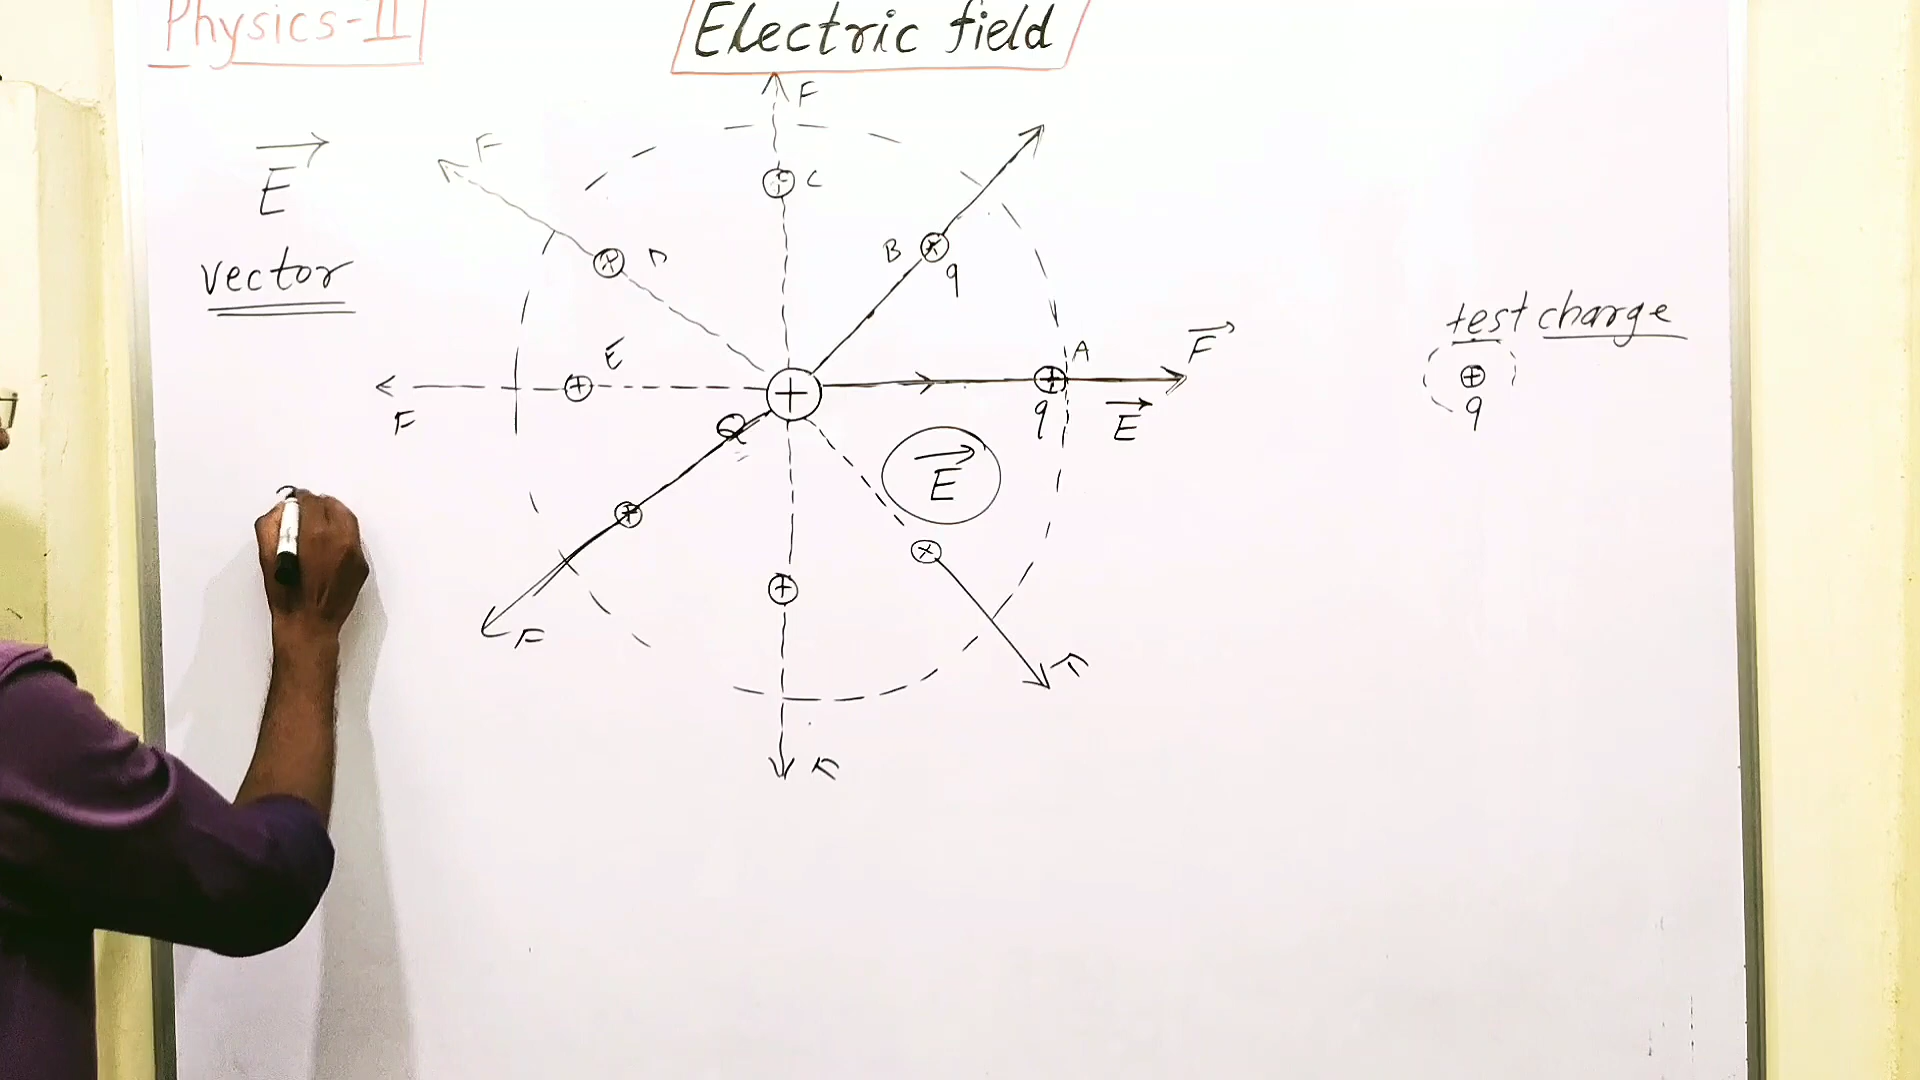 Physics-II
Electric field
F
F
E
vector
C
D
B
q
E
A
F
test charge
q
F
Q
q
E
E
F
F
F